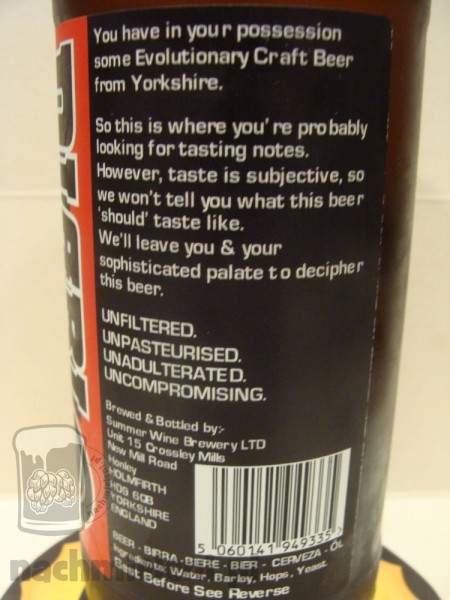 You have in your possession
some Evolutionary Craft Beer
from Yorkshire.
So this is where you're probably
looking for tasting notes.
However, taste is subjective, so
we won't tell you what this beer
'should' taste like.
We'll leave you & your
sophisticated palate to decipher
this beer.
UNFILTERED.
UNPASTEURISED.
UNADULTERATED.
UNCOMPROMISING.
Brewed & Bottled by:-
Summer Wine Brewery LTD
Unit 15 Crossley Mills
New Mill Road
Honley
HOLMFIRTH
HD9 6QB
YORKSHIRE
ENGLAND
5 060141 949335
BEER - BIRRA - BIERE - BIER - CERVEZA - ÖL
Ingredients: Water, Barley, Hops, Yeast
Best Before See Reverse